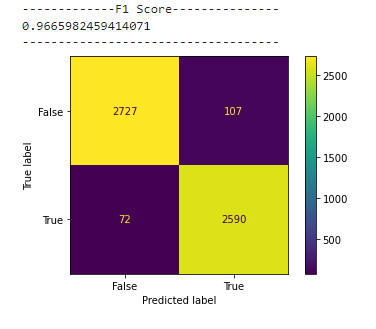 -------------F1 Score---------------
0.9665982459414071
------------------------------------
False
2727
107
True
72
2590
False
True
Predicted label
True label
2500
2000
1500
1000
500